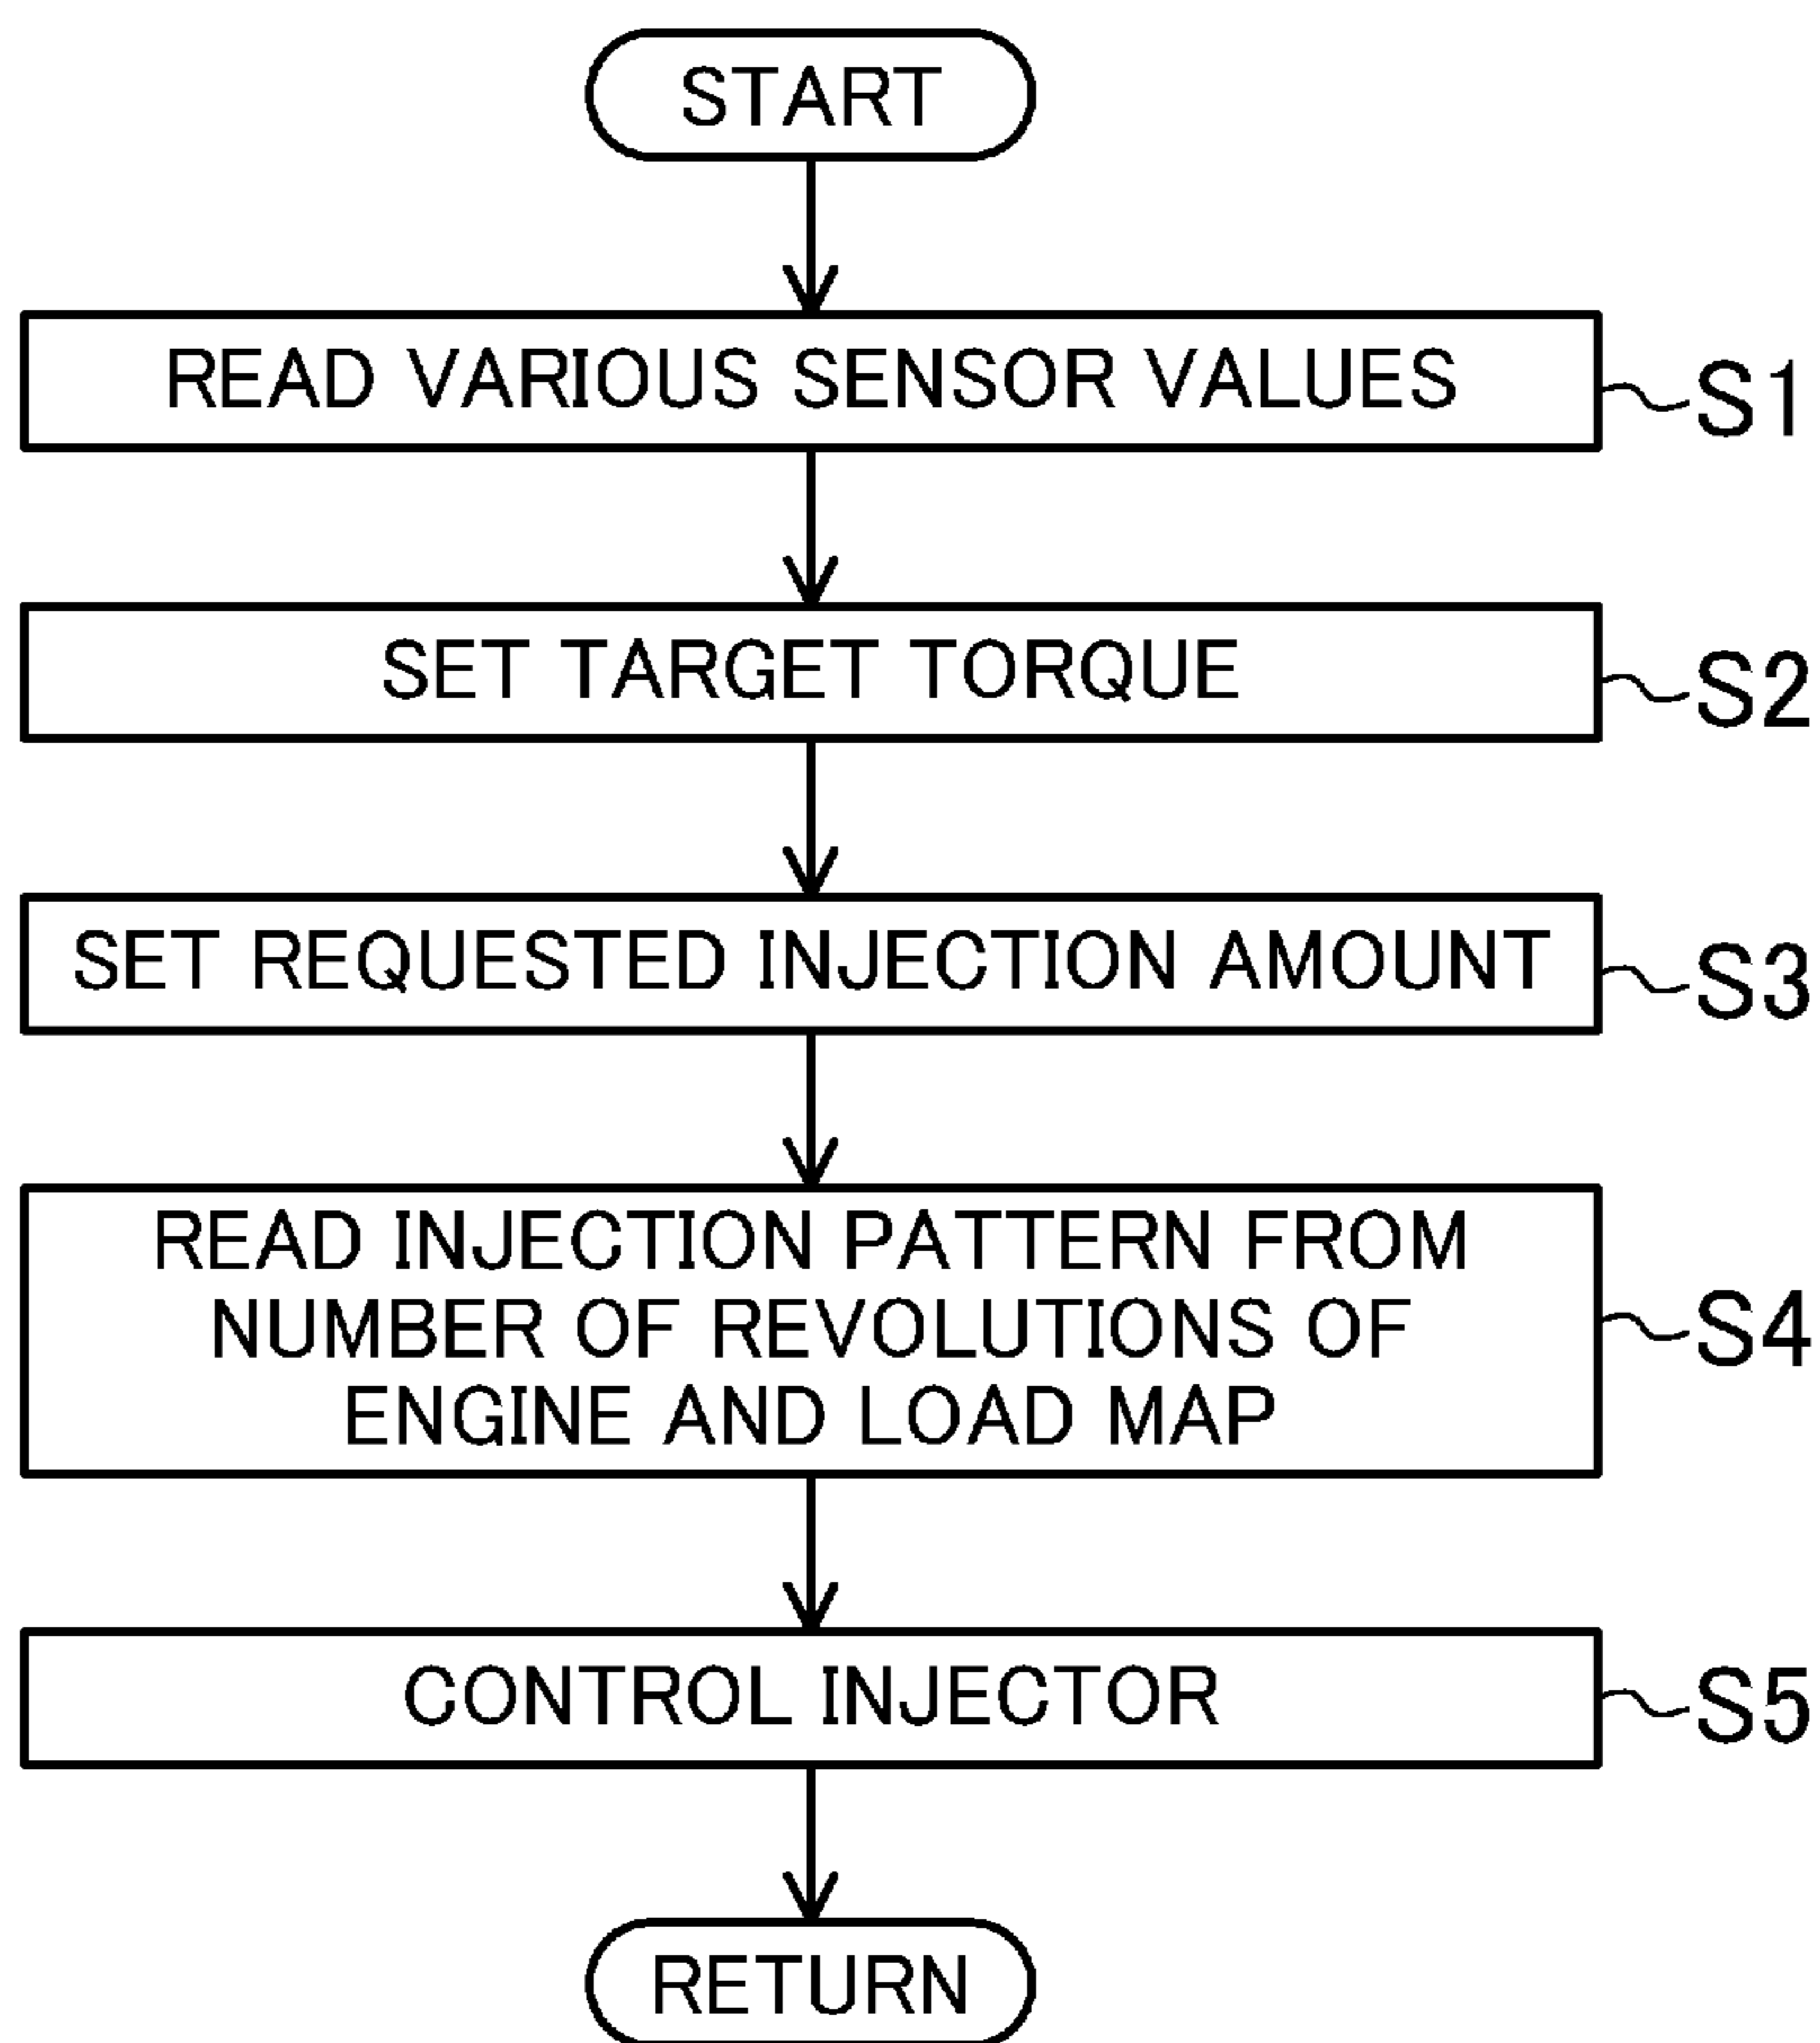 START
READ VARIOUS SENSOR VALUES
S1
SET TARGET TORQUE
S2
SET REQUESTED INJECTION AMOUNT
S3
READ INJECTION PATTERN FROM
NUMBER OF REVOLUTIONS OF
ENGINE AND LOAD MAP
S4
CONTROL INJECTOR
S5
RETURN